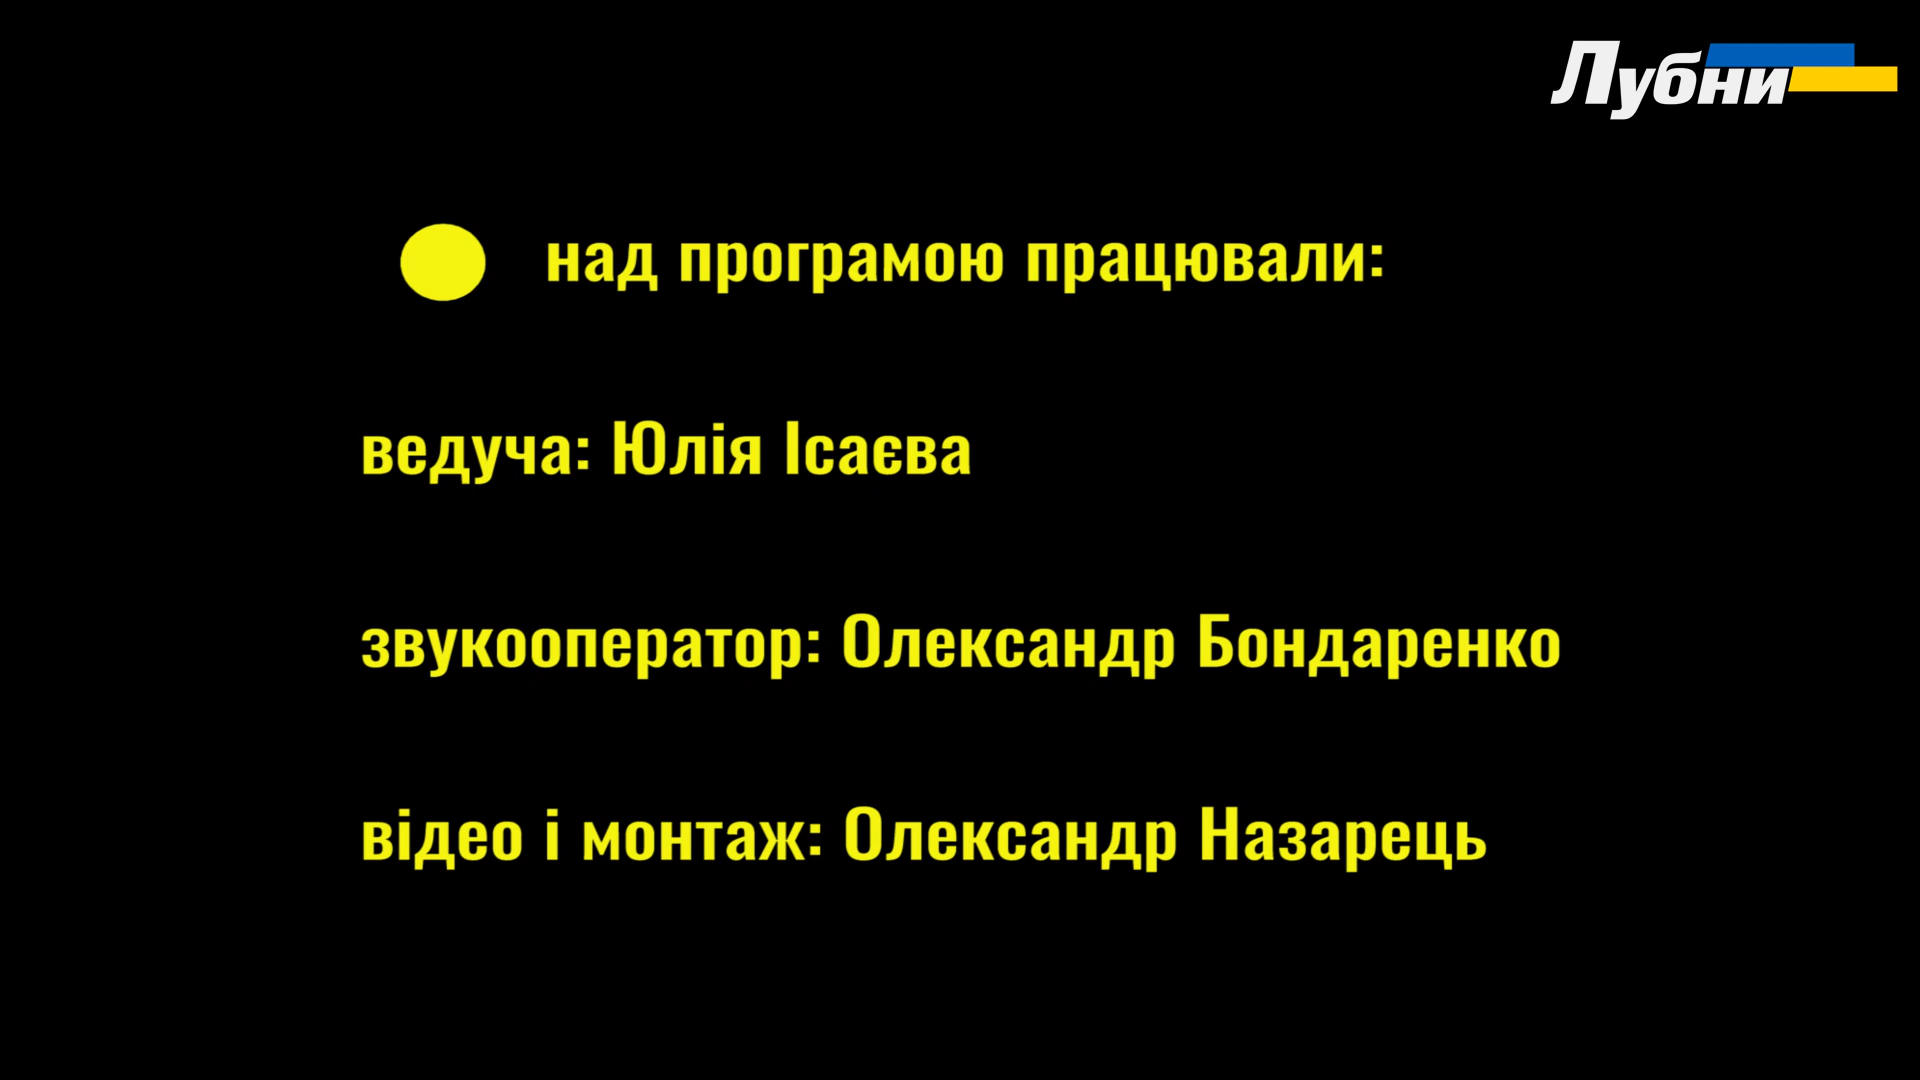 Лубни
над програмою працювали:
ведуча: Юлія Ісаєва
звукооператор: Олександр Бондаренко
відео і монтаж: Олександр Назарець